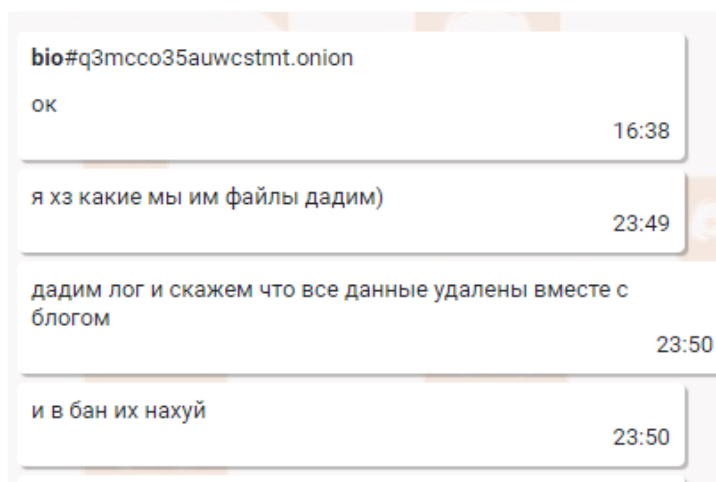 bio#q3mcco35auwcstmt.onion
ок
16:38
я хз какие мы им файлы дадим)
23:49
дадим лог и скажем что все данные удалены вместе с
блогом
23:50
и в бан их нахуй
23:50